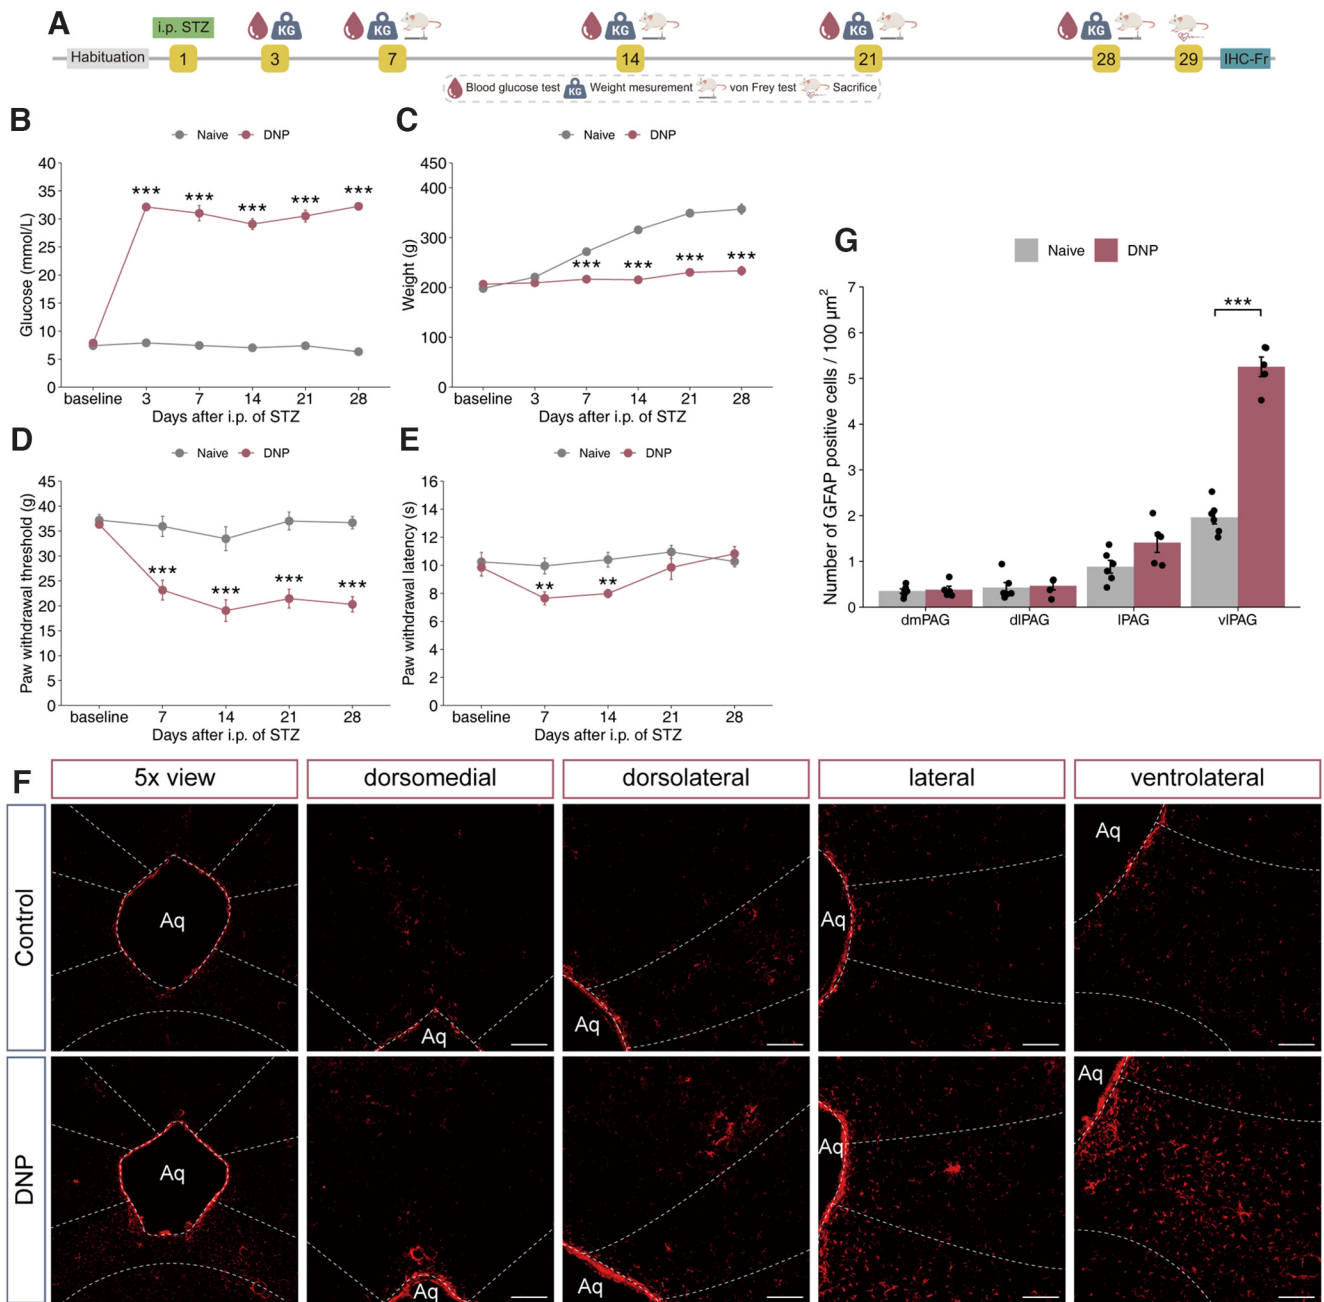 A
i.p. STZ
KG
KG
KG
KG
KG
Habituation
1
3
7
14
21
28
29
IHC-Fr
Blood glucose test
KG
Weight mesurement
von Frey test
Sacrifice
B
Naive
DNP
Glucose (mmol/L)
40
35
30
25
20
15
10
5
0
***
***
***
***
***
baseline
3
7
14
21
28
Days after i.p. of STZ
C
Naive
DNP
Weight (g)
450
400
300
200
100
0
***
***
***
***
baseline
3
7
14
21
28
Days after i.p. of STZ
D
Naive
DNP
Paw withdrawal threshold (g)
45
40
35
30
25
20
15
10
5
0
***
***
***
***
baseline
7
14
21
28
Days after i.p. of STZ
E
Naive
DNP
Paw withdrawal latency (s)
16
14
12
10
8
6
4
2
0
**
**
baseline
7
14
21
28
Days after i.p. of STZ
G
Naive
DNP
Number of GFAP positive cells / 100 µm²
7
6
5
4
3
2
1
0
***
dmPAG
dlPAG
lPAG
vlPAG
F
5x view
dorsomedial
dorsolateral
lateral
ventrolateral
Control
Aq
Aq
Aq
Aq
Aq
DNP
Aq
Aq
Aq
Aq
Aq